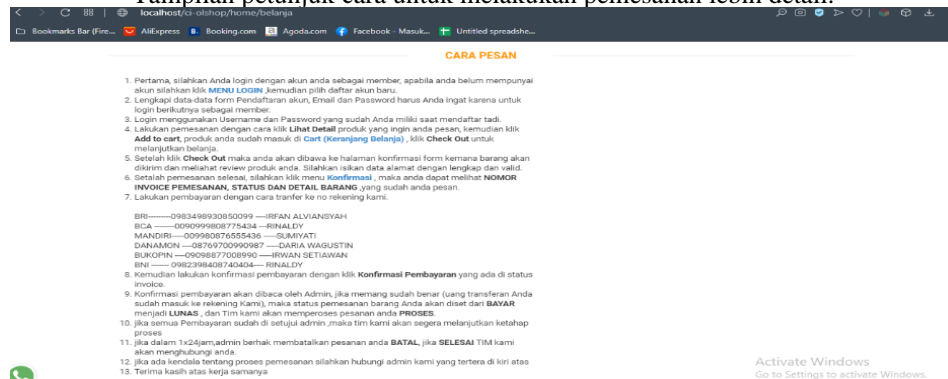 Tampilan petunjuk cara untuk melakukan pemesanan lebih detail.
localhost/ci-olshop/home/belanja
Bookmarks Bar (Fire... AliExpress B. Booking.com Agoda.com Facebook - Masuk... Untitled spreadshe...
CARA PESAN
1. Pertama, silahkan Anda login dengan akun anda sebagai member, apabila anda belum mempunyai
akun silahkan klik MENU LOGIN ,kemudian pilih daftar akun baru.
2. Lengkapi data-data form Pendaftaran akun, Email dan Password harus Anda ingat karena untuk
login berikutnya sebagai member.
3. Login menggunakan Username dan Password yang sudah Anda miliki saat mendaftar tadi.
4. Lakukan pemesanan dengan cara klik Lihat Detail produk yang ingin anda pesan, kemudian klik
Add to cart, produk anda sudah masuk di Cart (Keranjang Belanja) , klik Check Out untuk
melanjutkan belanja.
5. Setelah klik Check Out maka anda akan dibawa ke halaman konfirmasi form kemana barang akan
dikirim dan meliahat review produk anda. Silahkan isikan data alamat dengan lengkap dan valid.
6. Setalah pemesanan selesai, silahkan klik menu Konfirmasi , maka anda dapat melihat NOMOR
INVOICE PEMESANAN, STATUS DAN DETAIL BARANG ,yang sudah anda pesan.
7. Lakukan pembayaran dengan cara tranfer ke no rekening kami.
BRI--------0983498930850099 ----IRFAN ALVIANSYAH
BCA -------0090999808775434 ---RINALDY
MANDIRI----009980876555436 -----SUMIYATI
DANAMON ----08769700990987 -----DARIA WAGUSTIN
BUKOPIN ----09098877008990 ----IRWAN SETIAWAN
BNI ------ 0982398408740404---- RINALDY
8. Kemudian lakukan konfirmasi pembayaran dengan klik Konfirmasi Pembayaran yang ada di status
invoice.
9. Konfirmasi pembayaran akan dibaca oleh Admin, jika memang sudah benar (uang transferan Anda
sudah masuk ke rekening Kami), maka status pemesanan barang Anda akan diset dari BAYAR
menjadi LUNAS , dan Tim kami akan memperoses pesanan anda PROSES.
10. jika semua Pembayaran sudah di setujui admin ,maka tim kami akan segera melanjutkan ketahap
proses
11. jika dalam 1x24jam,admin berhak membatalkan pesanan anda BATAL, jika SELESAI TIM kami
akan menghubungi anda.
12. jika ada kendala tentang proses pemesanan silahkan hubungi admin kami yang tertera di kiri atas
13. Terima kasih atas kerja samanya
Activate Windows
Go to Settings to activate Windows.